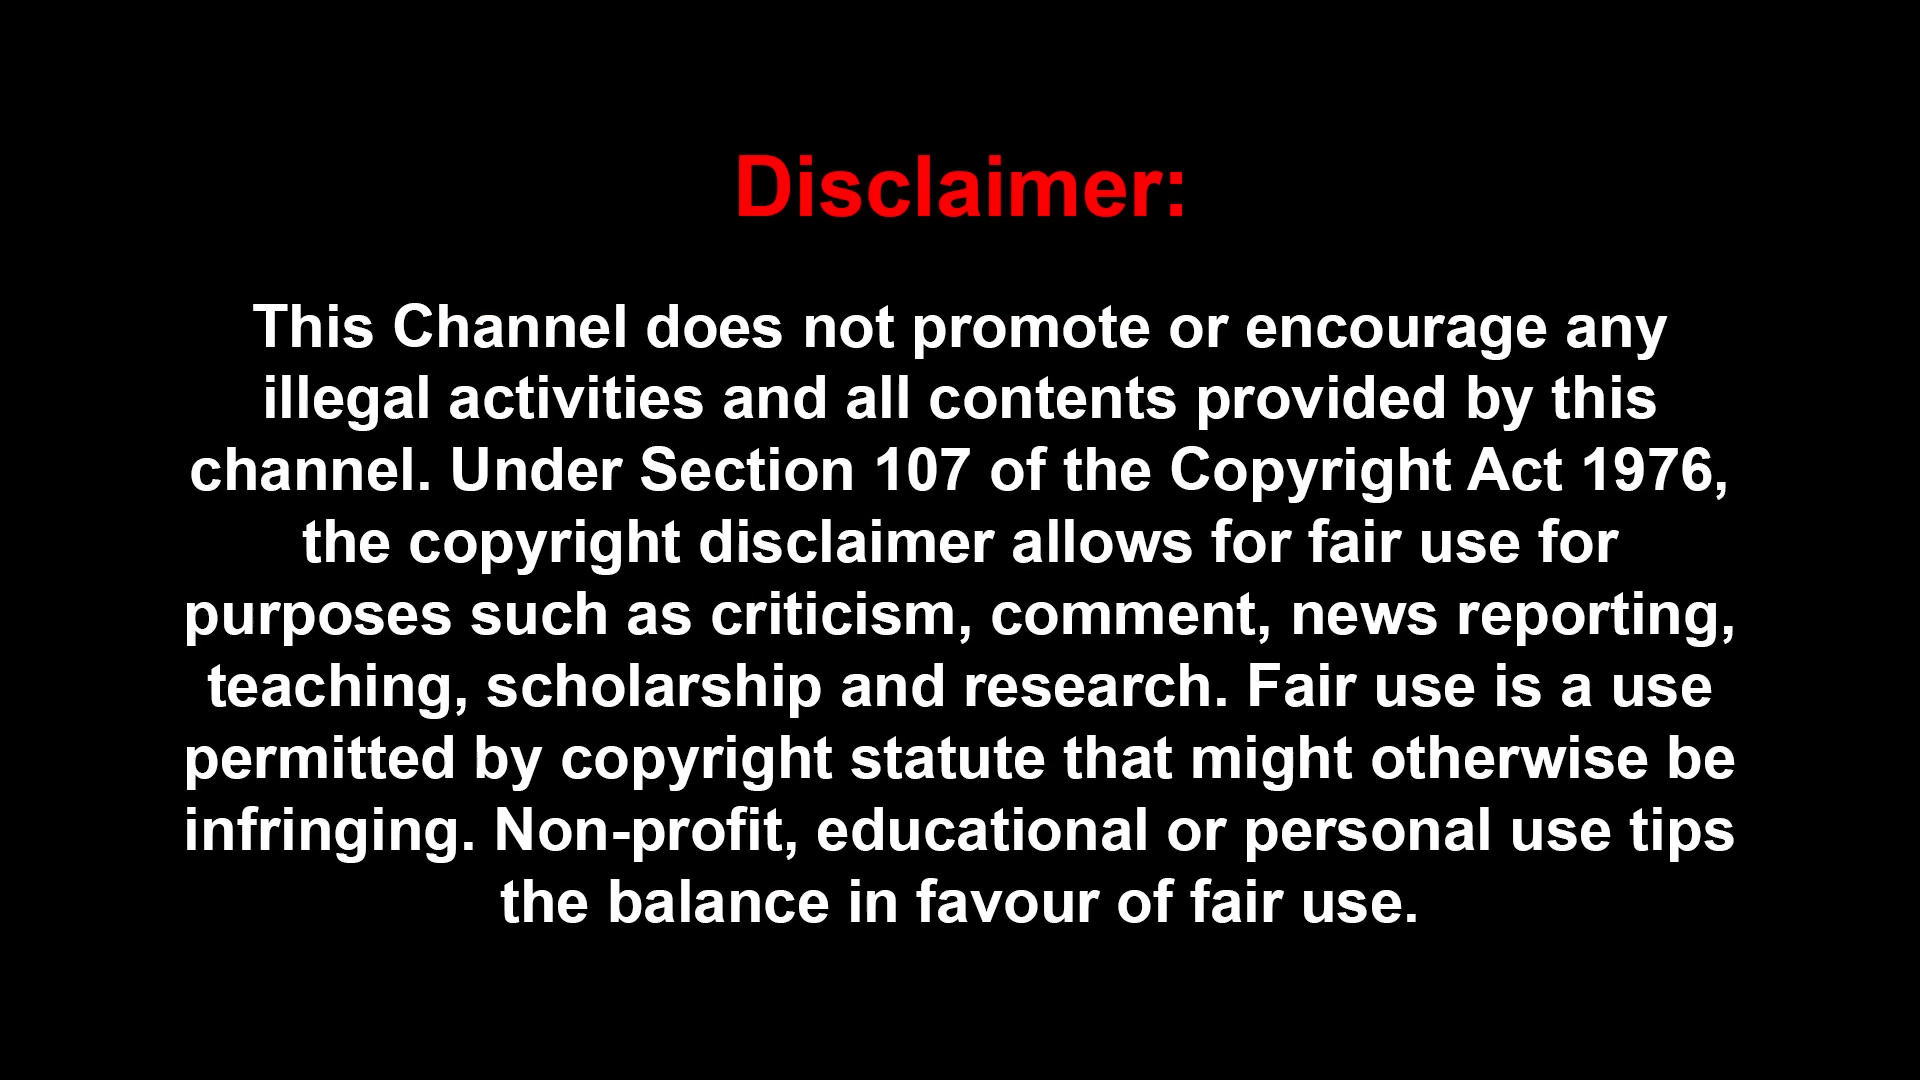 Disclaimer:
This Channel does not promote or encourage any
illegal activities and all contents provided by this
channel. Under Section 107 of the Copyright Act 1976,
the copyright disclaimer allows for fair use for
purposes such as criticism, comment, news reporting,
teaching, scholarship and research. Fair use is a use
permitted by copyright statute that might otherwise be
infringing. Non-profit, educational or personal use tips
the balance in favour of fair use.